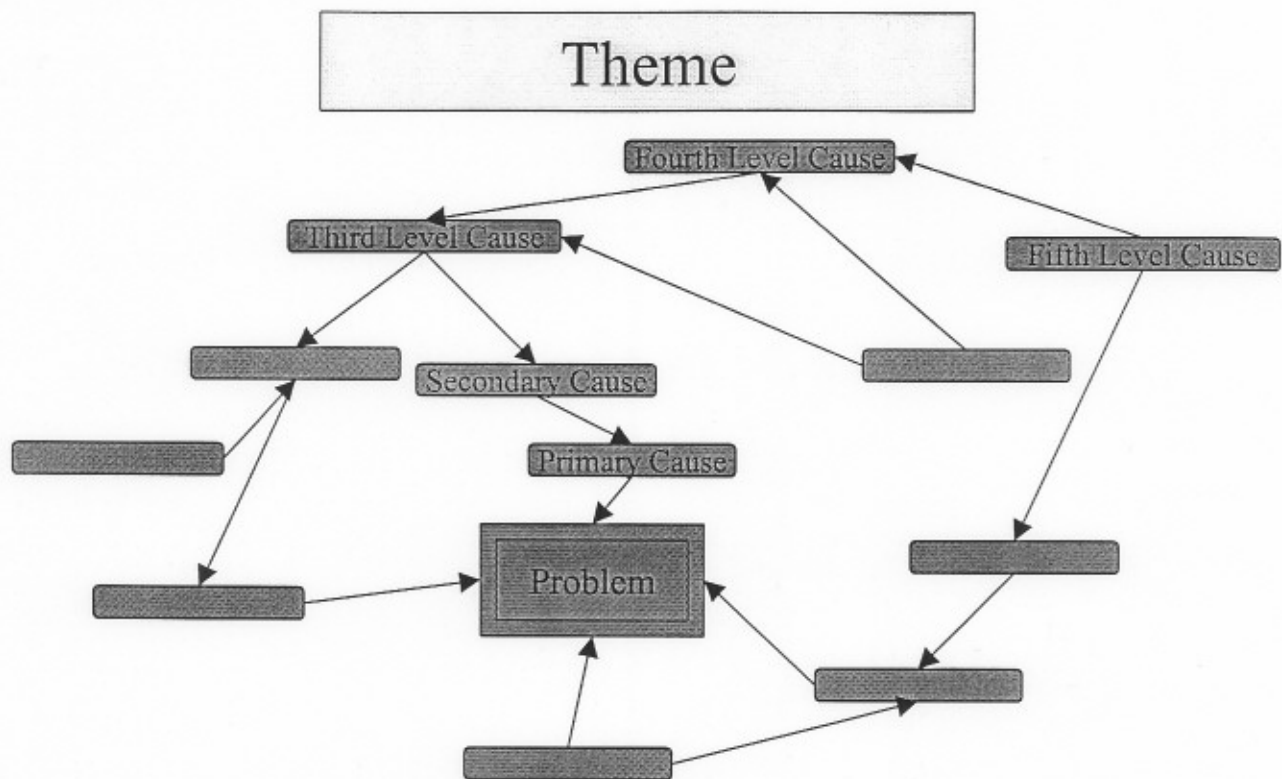 Theme
Fourth Level Cause
Third Level Cause
Fifth Level Cause
Secondary Cause
Primary Cause
Problem